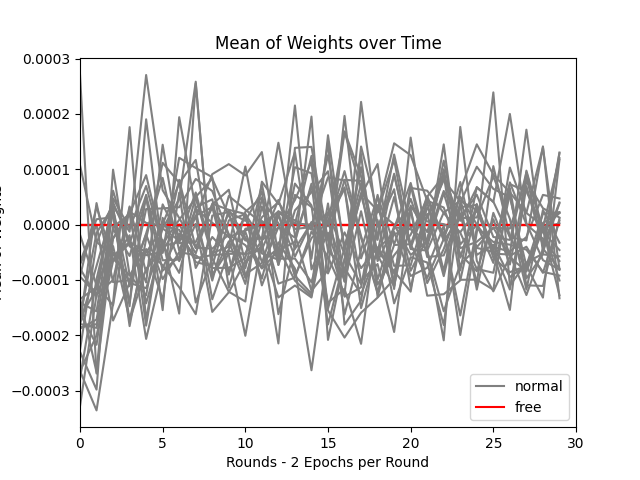 Mean of Weights over Time
0.0003
0.0002
0.0001
0.0000
−0.0001
−0.0002
−0.0003
0 5 10 15 20 25 30
normal
free
Rounds - 2 Epochs per Round